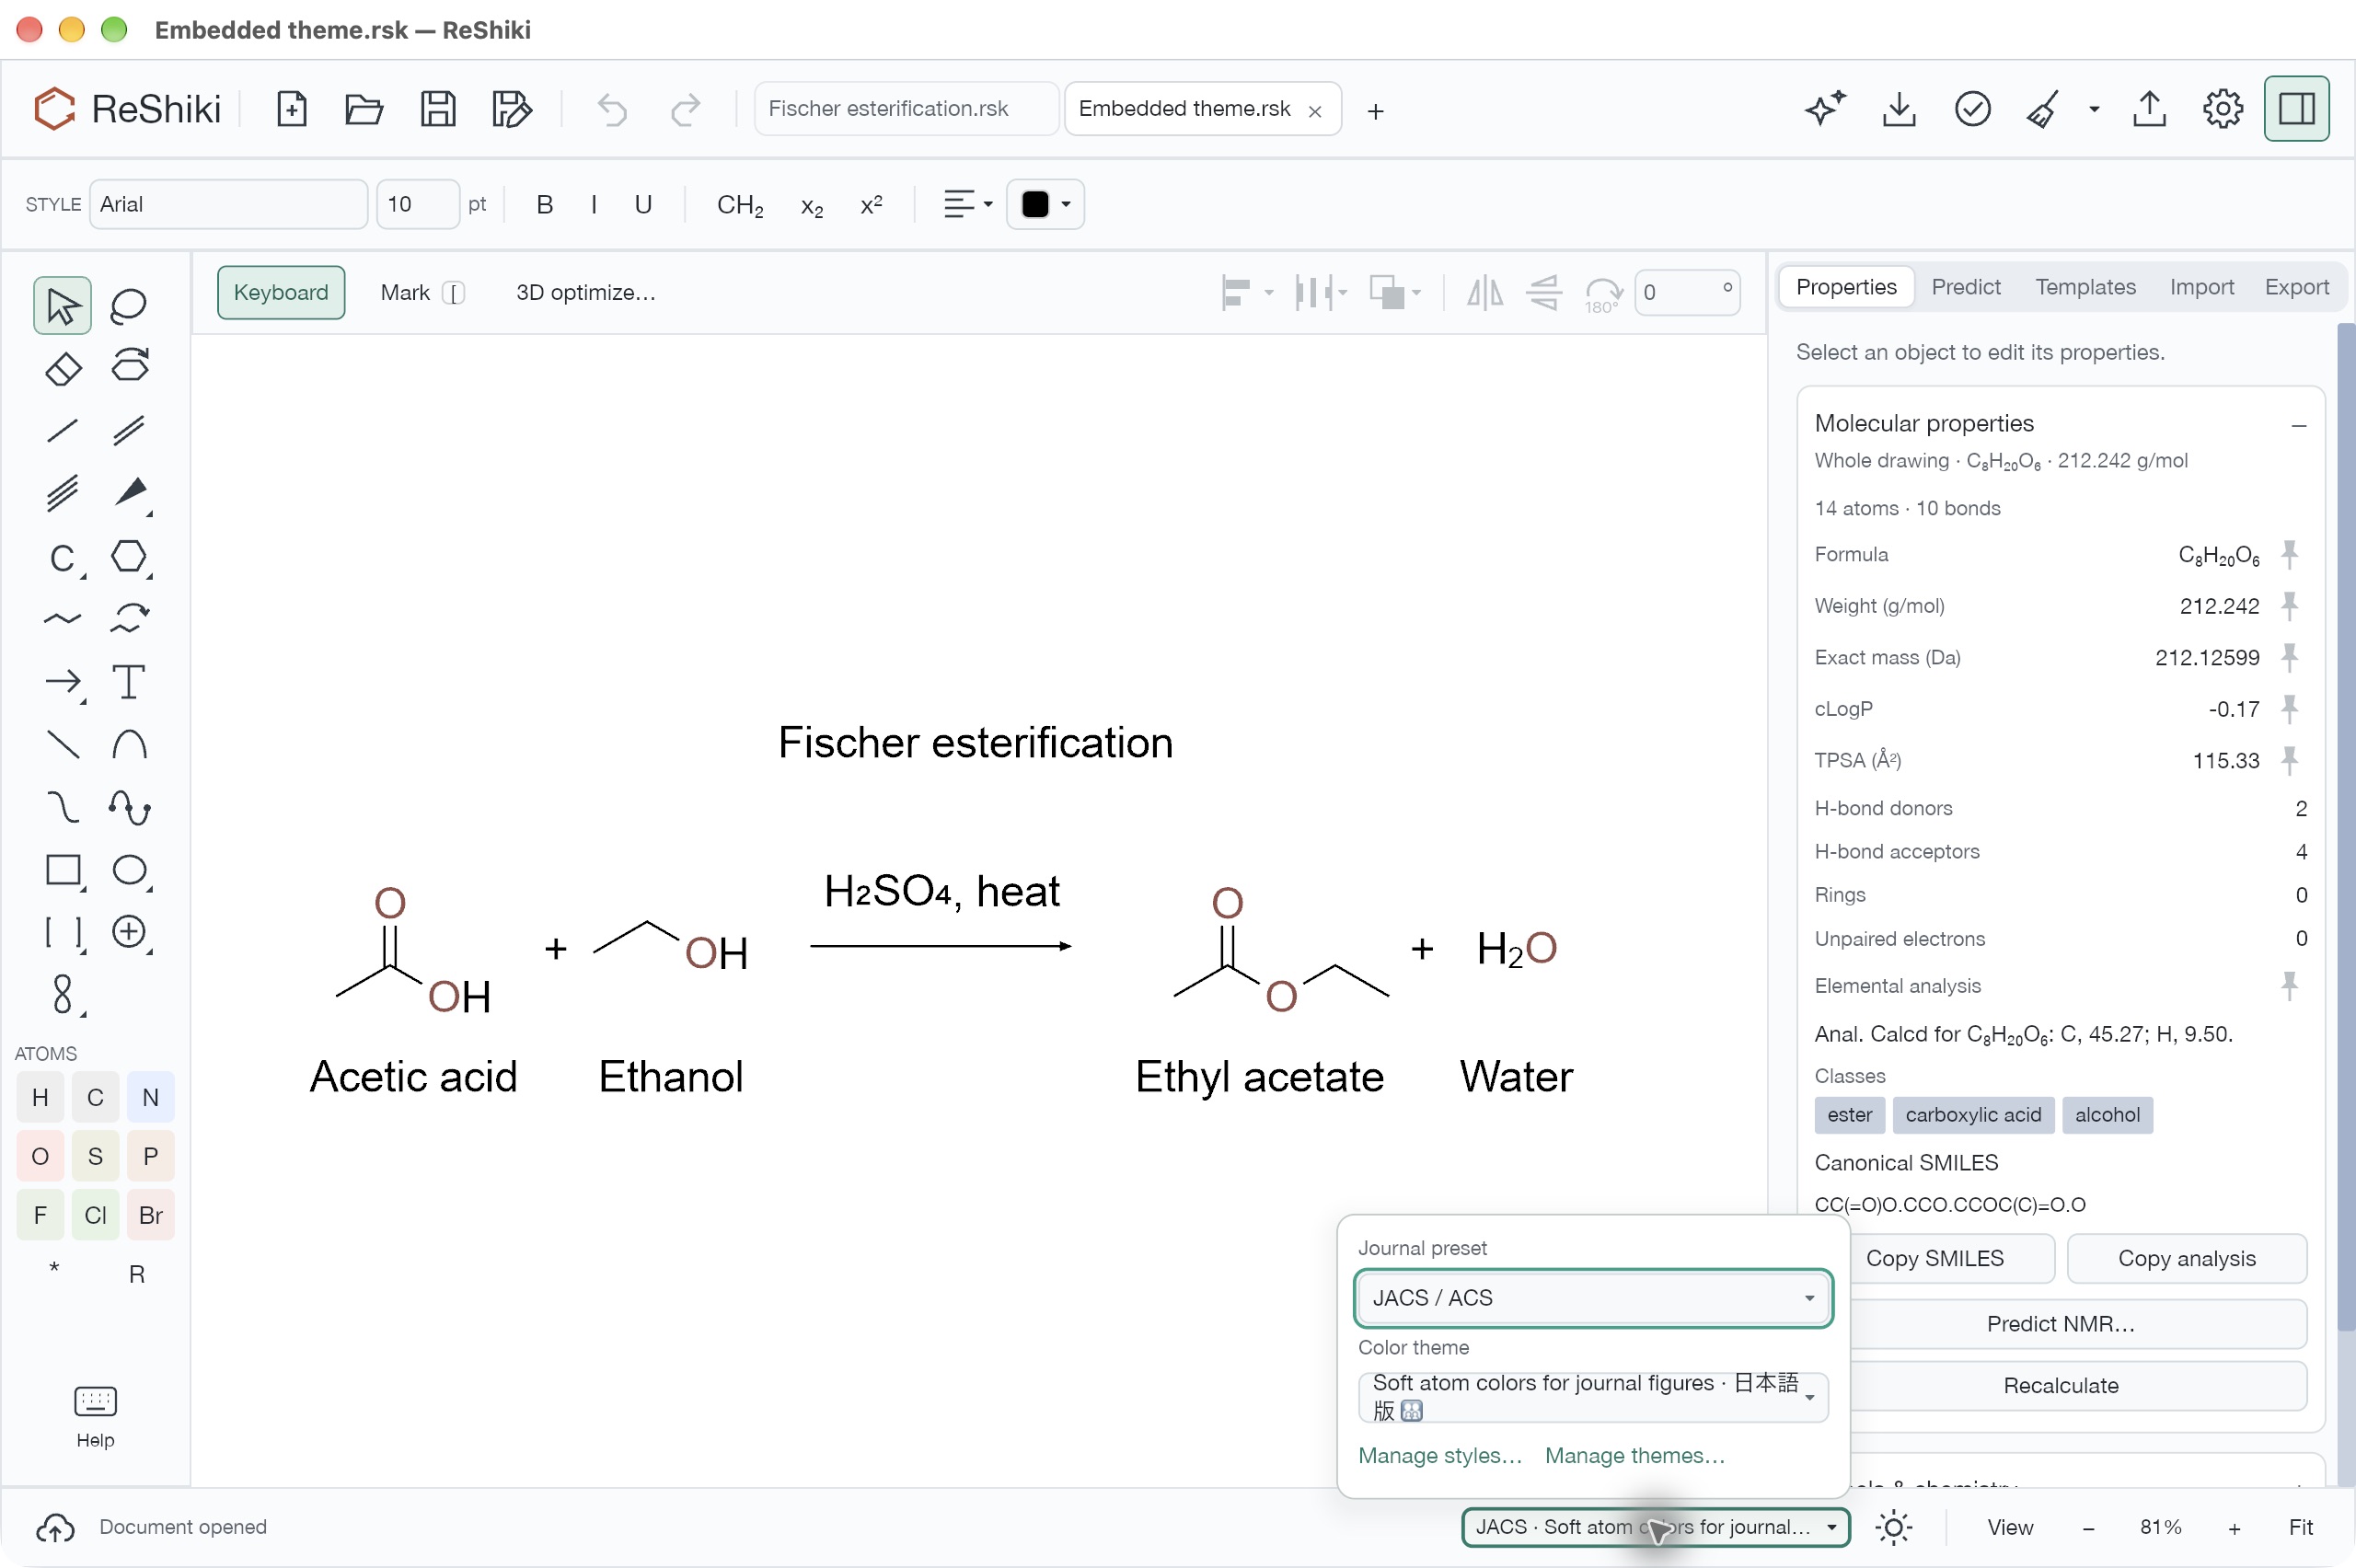 Embedded theme.rsk — ReShiki
ReShiki
Fischer esterification.rsk
Embedded theme.rsk ×
+
STYLE Arial 10 pt B I U CH₂ x₂ x²
Keyboard Mark [ 3D optimize…
180° 0 °
Properties Predict Templates Import Export
Select an object to edit its properties.
Molecular properties –
Whole drawing · C₈H₂₀O₆ · 212.242 g/mol
14 atoms · 10 bonds
Formula C₈H₂₀O₆
Weight (g/mol) 212.242
Exact mass (Da) 212.12599
cLogP -0.17
TPSA (Å²) 115.33
H-bond donors 2
H-bond acceptors 4
Rings 0
Unpaired electrons 0
Elemental analysis
Anal. Calcd for C₈H₂₀O₆: C, 45.27; H, 9.50.
Classes
ester carboxylic acid alcohol
Canonical SMILES
CC(=O)O.CCO.CCOC(C)=O.O
Copy SMILES Copy analysis
Predict NMR…
Recalculate
C
T
[ ]
ATOMS
H C N
O S P
F Cl Br
* R
Help
Fischer esterification
H₂SO₄, heat
O
OH
+
OH
O
O
+
H₂O
Acetic acid Ethanol Ethyl acetate Water
Journal preset
JACS / ACS
Color theme
Soft atom colors for journal figures · 日本語
版
Manage styles… Manage themes…
Document opened
JACS · Soft atom colors for journal…
View – 81% + Fit